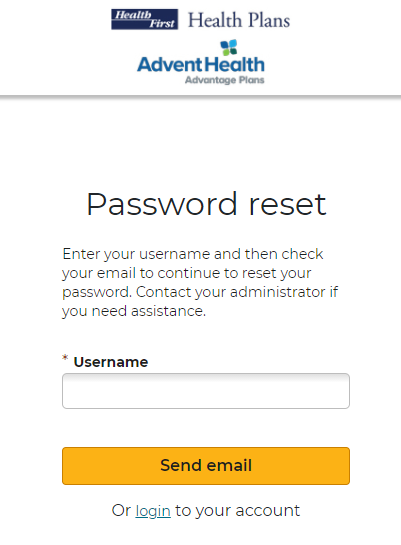 Health First Health Plans
AdventHealth
Advantage Plans
Password reset
Enter your username and then check
your email to continue to reset your
password. Contact your administrator if
you need assistance.
* Username
Send email
Or login to your account